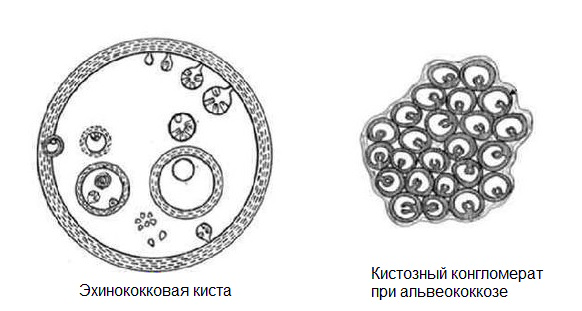 Эхинококковая киста
Кистозный конгломерат
при альвеококкозе